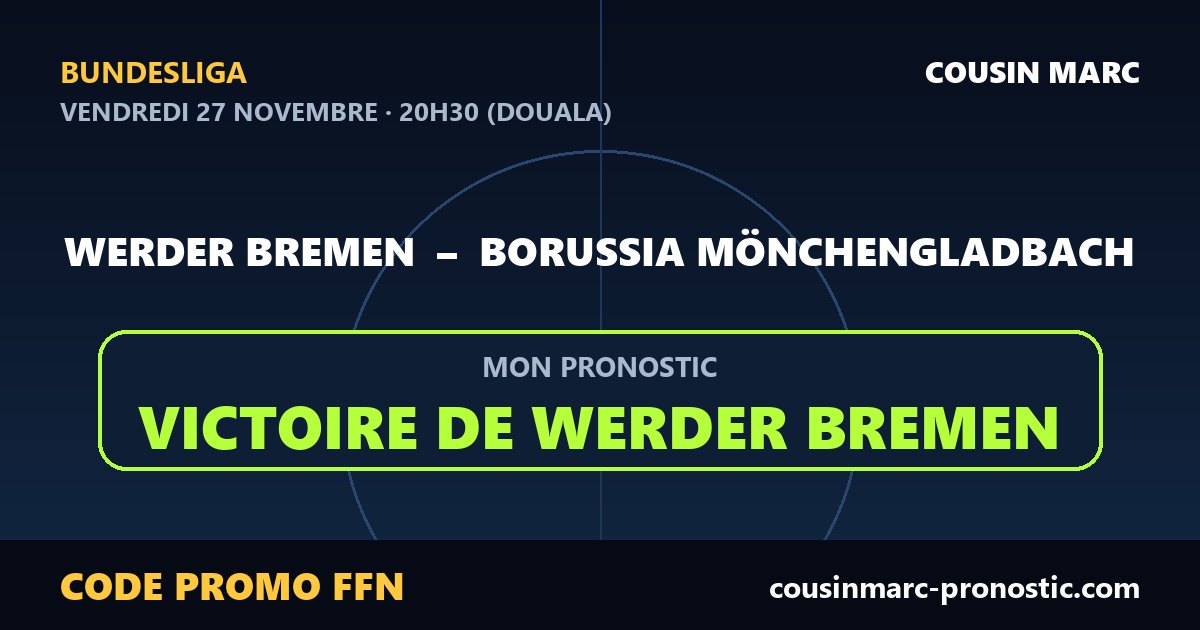 BUNDESLIGA
COUSIN MARC
VENDREDI 27 NOVEMBRE · 20H30 (DOUALA)
WERDER BREMEN – BORUSSIA MÖNCHENGLADBACH
MON PRONOSTIC
VICTOIRE DE WERDER BREMEN
CODE PROMO FFN
cousinmarc-pronostic.com